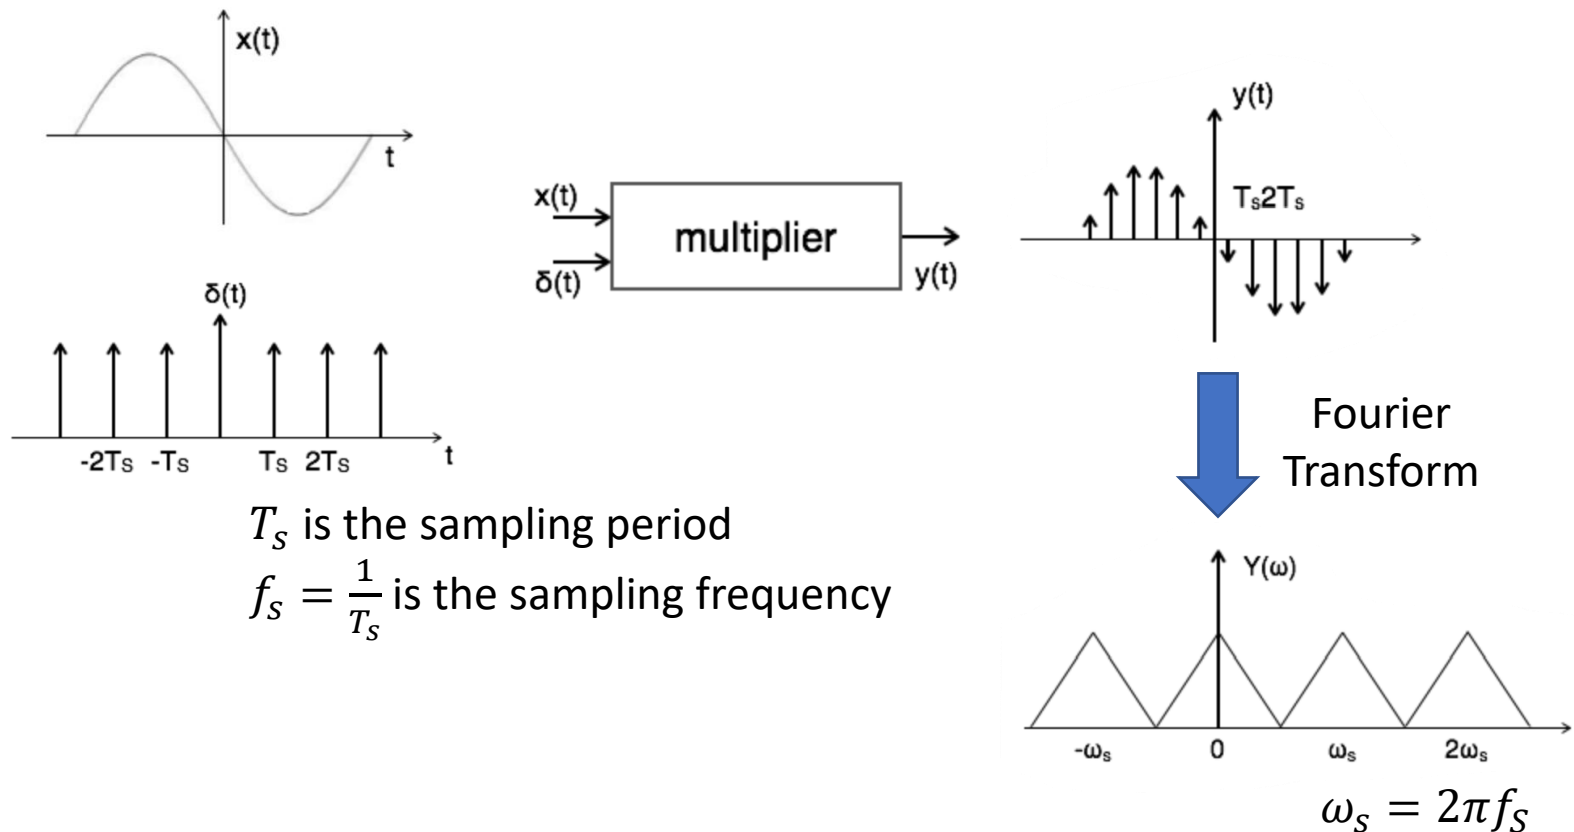 x(t)
t
δ(t)
-2Ts -Ts Ts 2Ts t
x(t)
δ(t)
multiplier
y(t)
y(t)
Ts2Ts
Fourier
Transform
Tₛ is the sampling period
fₛ = 1/Tₛ is the sampling frequency
Y(ω)
-ωₛ 0 ωₛ 2ωₛ
ωₛ = 2πfₛ